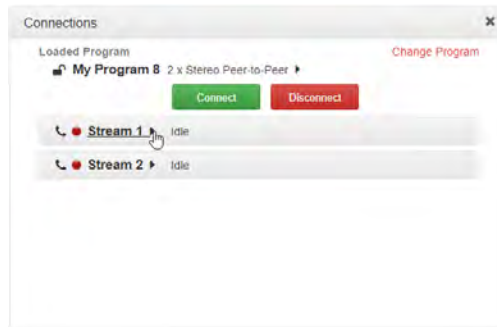 Connections
Loaded Program
Change Program
My Program 8 2 x Stereo Peer-to-Peer
Connect Disconnect
Stream 1 Idle
Stream 2 Idle